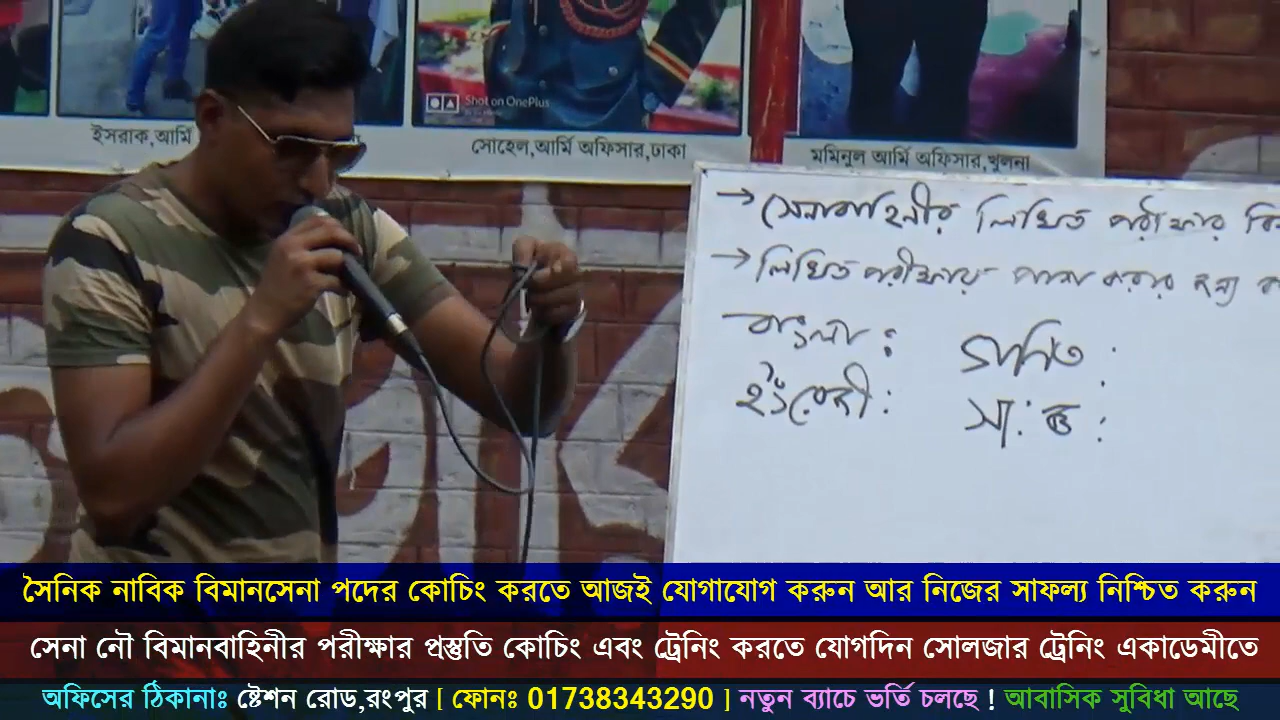 Shot on OnePlus
ইসরাক,আর্মি
সোহেল,আর্মি অফিসার,ঢাকা
মমিনুল আর্মি অফিসার,খুলনা
→ সেনাবাহিনীর লিখিত পরীক্ষার
→ লিখিত পরীক্ষায় পাস করার জন্য
বাংলা : গনিত :
ইংরেজী : সা:
সৈনিক নাবিক বিমানসেনা পদের কোচিং করতে আজই যোগাযোগ করুন আর নিজের সাফল্য নিশ্চিত করুন
সেনা নৌ বিমানবাহিনীর পরীক্ষার প্রস্তুতি কোচিং এবং ট্রেনিং করতে যোগদিন সোলজার ট্রেনিং একাডেমীতে
অফিসের ঠিকানাঃ ষ্টেশন রোড,রংপুর [ ফোনঃ 01738343290 ] নতুন ব্যাচে ভর্তি চলছে ! আবাসিক সুবিধা আছে